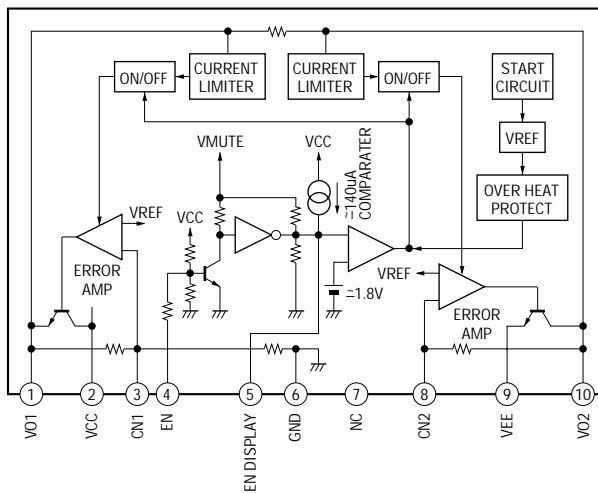 ON/OFF
CURRENT
LIMITER
CURRENT
LIMITER
ON/OFF
START
CIRCUIT
VREF
OVER HEAT
PROTECT
VMUTE
VCC
≃140uA
COMPARATER
VREF
VCC
ERROR
AMP
≃1.8V
VREF
ERROR
AMP
1
2
3
4
5
6
7
8
9
10
VO1
VCC
CN1
EN
EN DISPLAY
GND
NC
CN2
VEE
VO2